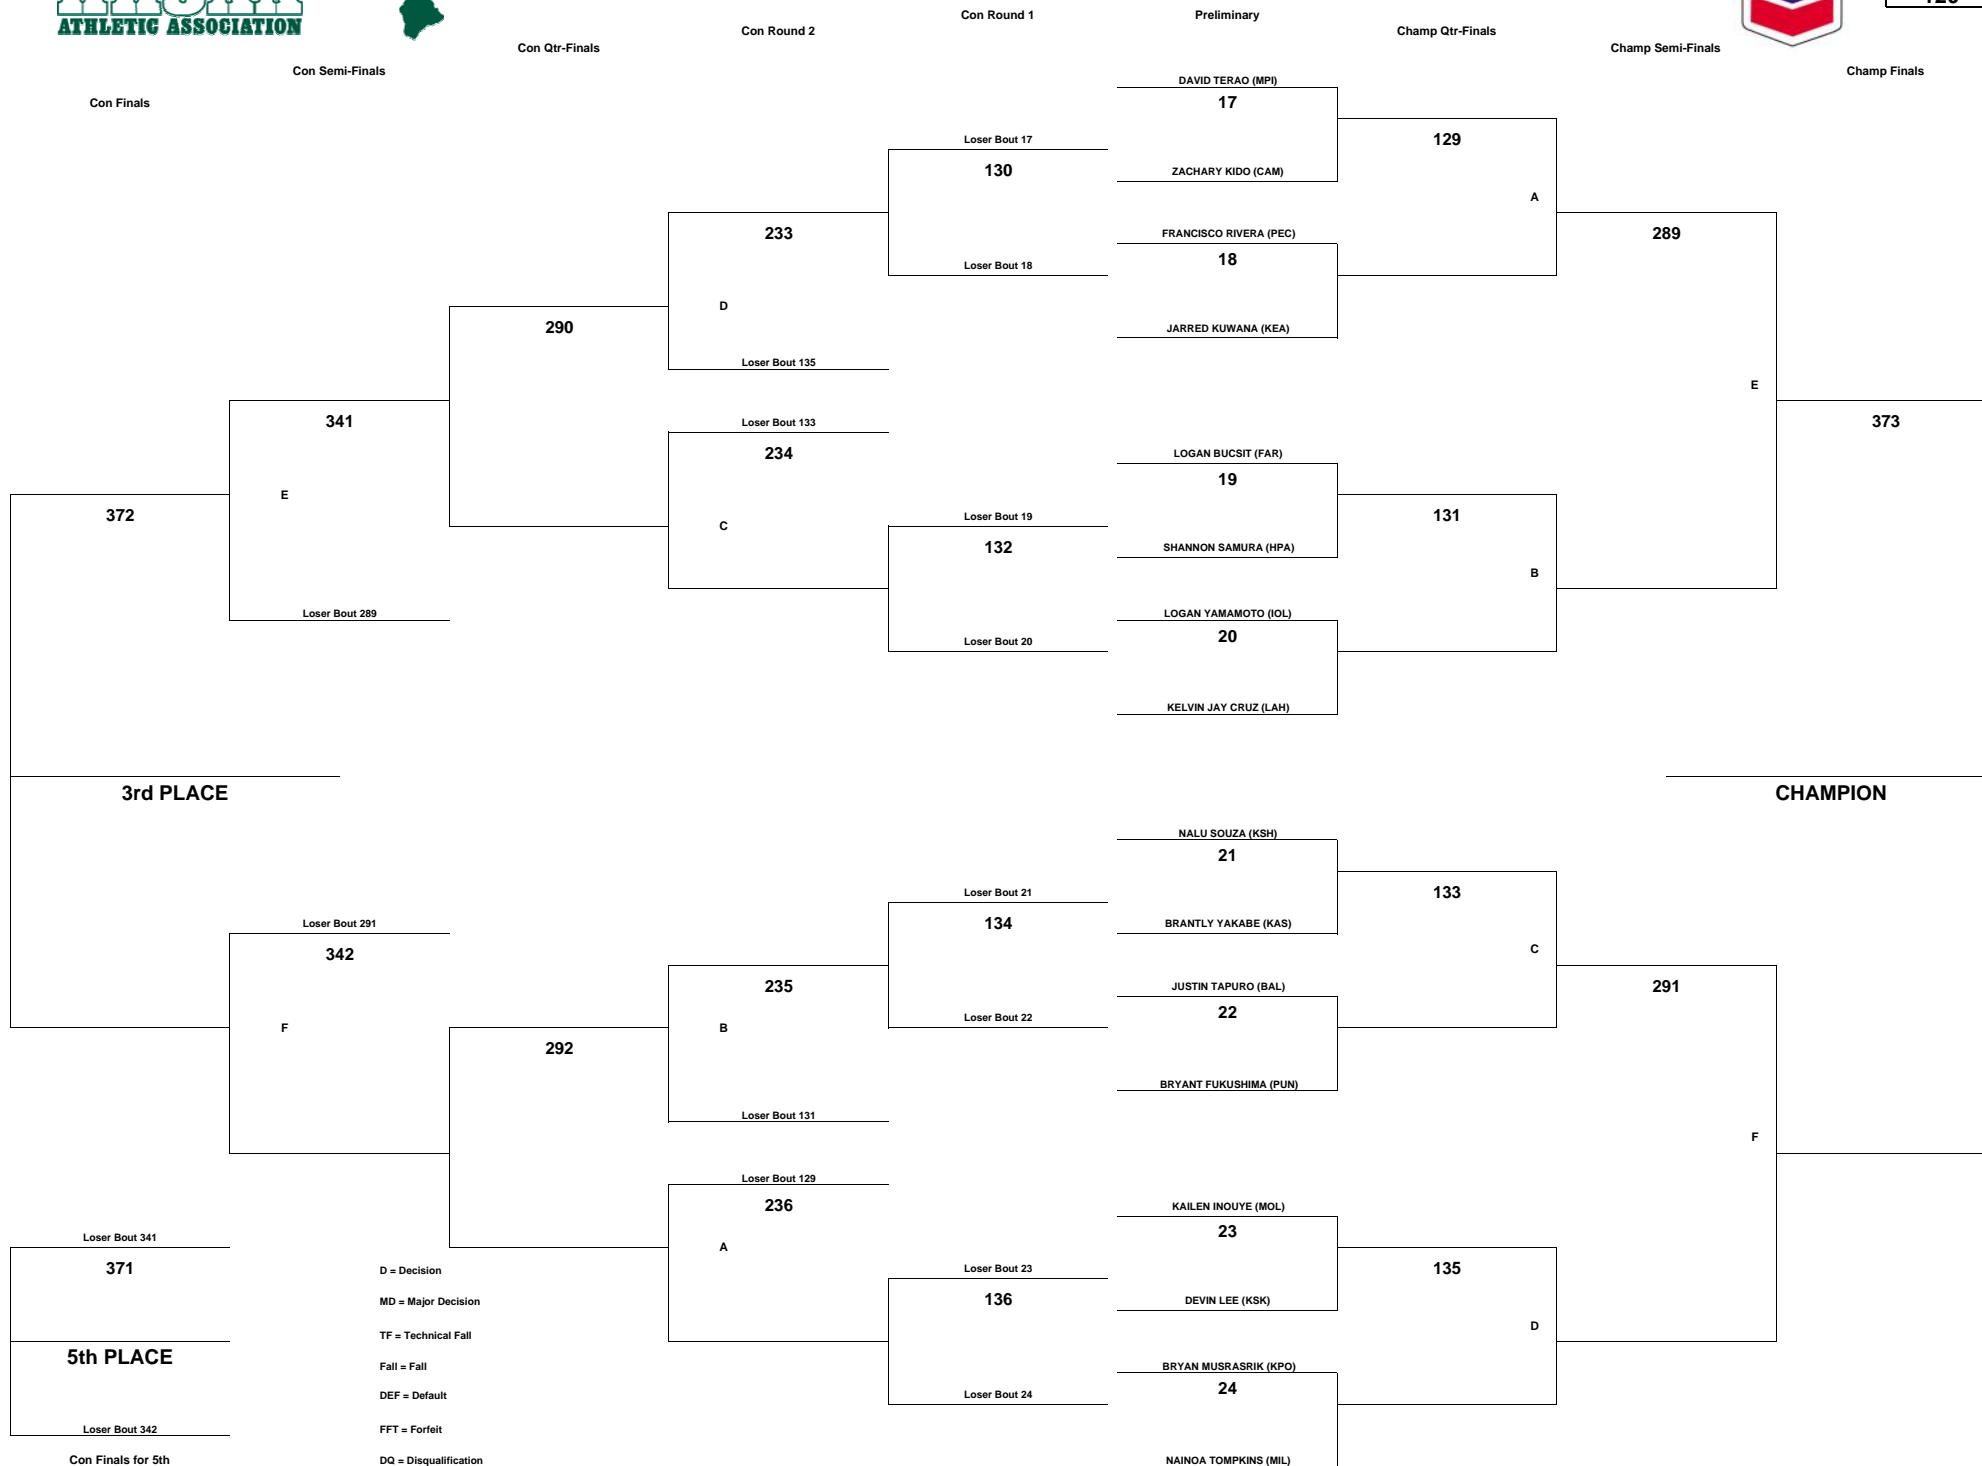 ATHLETIC ASSOCIATION
Con Finals
Con Semi-Finals
Con Qtr-Finals
Con Round 2
Con Round 1
Preliminary
Champ Qtr-Finals
Champ Semi-Finals
Champ Finals
DAVID TERAO (MPI)
17
ZACHARY KIDO (CAM)
Loser Bout 17
130
Loser Bout 18
129
A
FRANCISCO RIVERA (PEC)
18
JARRED KUWANA (KEA)
233
D
Loser Bout 135
289
E
290
341
E
Loser Bout 289
372
Loser Bout 133
234
C
LOGAN BUCSIT (FAR)
19
SHANNON SAMURA (HPA)
Loser Bout 19
132
Loser Bout 20
131
B
373
LOGAN YAMAMOTO (IOL)
20
KELVIN JAY CRUZ (LAH)
3rd PLACE
CHAMPION
NALU SOUZA (KSH)
21
BRANTLY YAKABE (KAS)
Loser Bout 21
134
Loser Bout 22
133
C
JUSTIN TAPURO (BAL)
22
BRYANT FUKUSHIMA (PUN)
Loser Bout 291
342
F
235
B
Loser Bout 131
291
F
292
Loser Bout 129
236
A
KAILEN INOUYE (MOL)
23
DEVIN LEE (KSK)
Loser Bout 23
136
Loser Bout 24
135
D
BRYAN MUSRASRIK (KPO)
24
NAINOA TOMPKINS (MIL)
Loser Bout 341
371
5th PLACE
Loser Bout 342
Con Finals for 5th
D = Decision
MD = Major Decision
TF = Technical Fall
Fall = Fall
DEF = Default
FFT = Forfeit
DQ = Disqualification